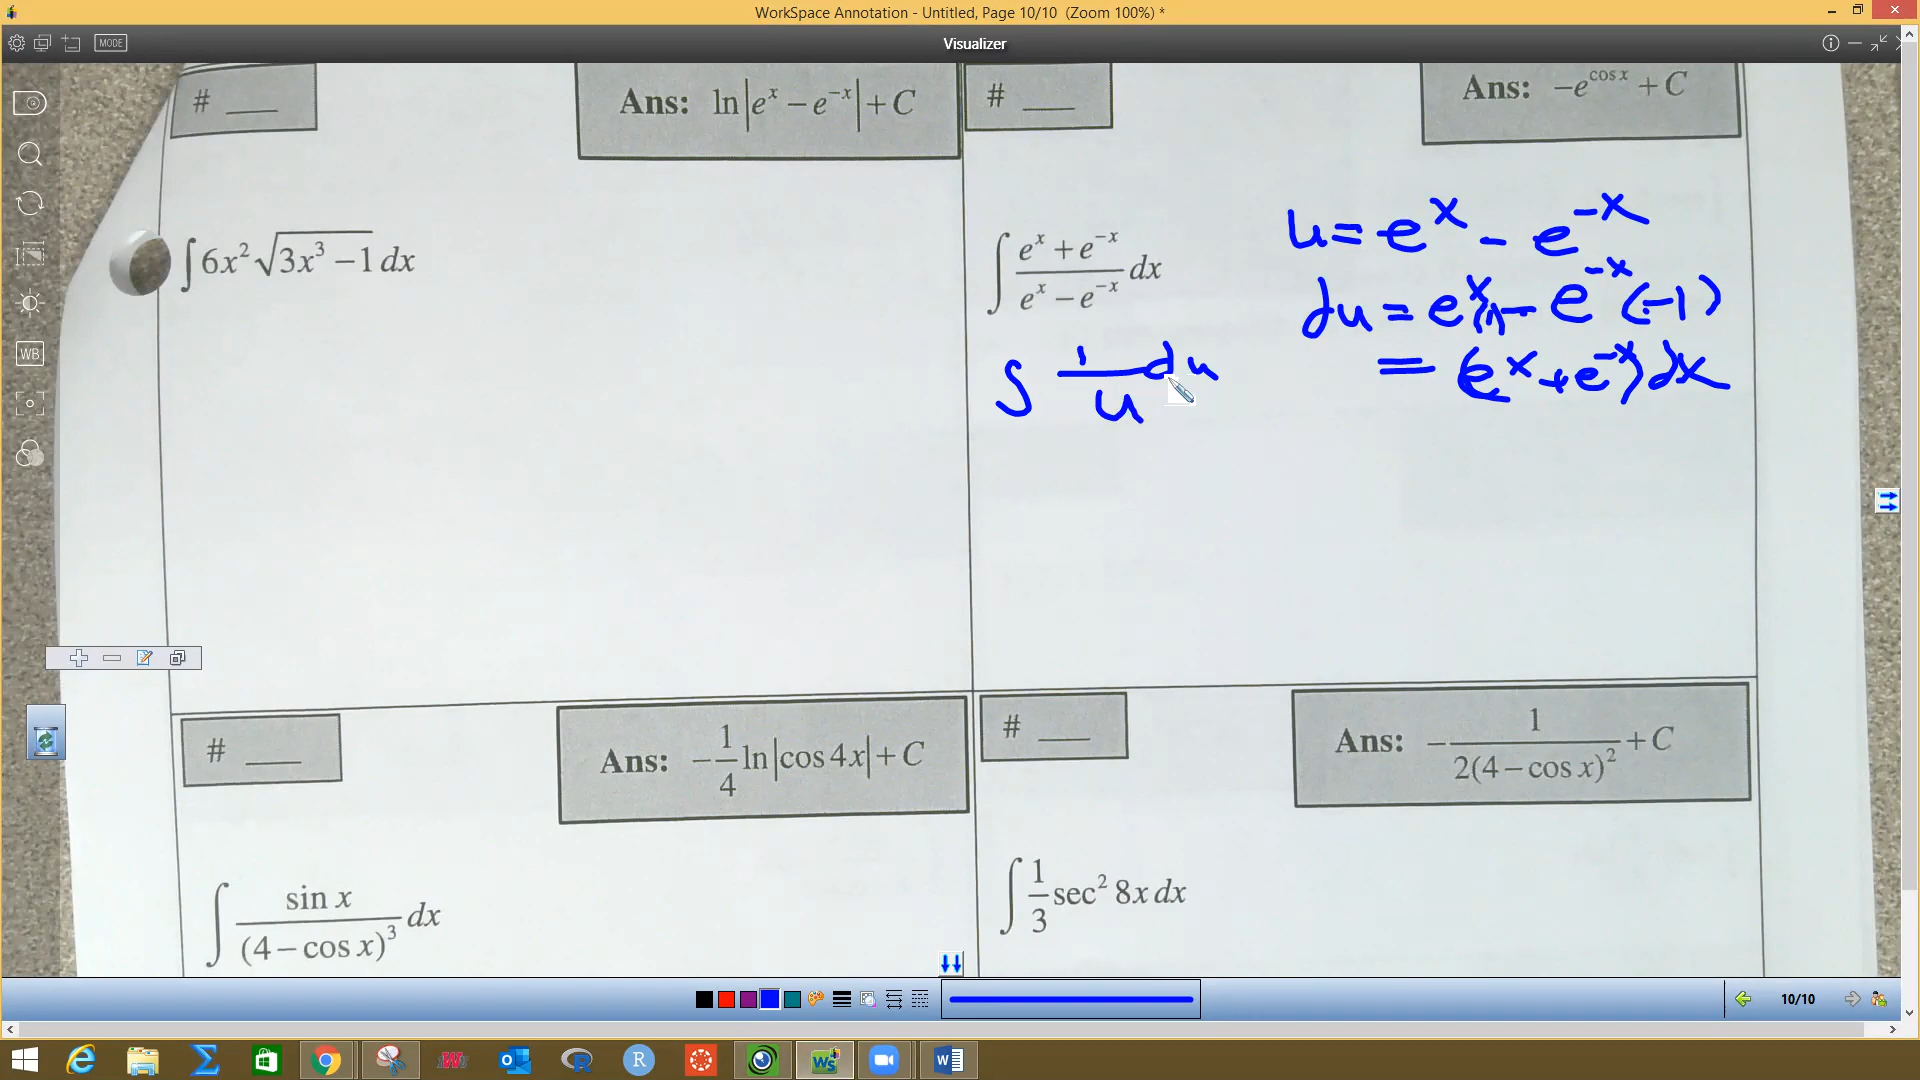 WorkSpace Annotation - Untitled, Page 10/10 (Zoom 100%) *
MODE
Visualizer
# ___
Ans: ln|e^x − e^−x| + C
# ___
Ans: −e^cos x + C
∫ 6x² √(3x³ − 1) dx
∫ (e^x + e^−x)/(e^x − e^−x) dx
u = e^x − e^−x
du = e^x(1) − e^−x(−1)
= (e^x + e^−x) dx
∫ 1/u du
WB
# ___
Ans: −1/4 ln|cos 4x| + C
# ___
Ans: − 1/(2(4 − cos x)²) + C
∫ sin x/(4 − cos x)³ dx
∫ 1/3 sec² 8x dx
10/10